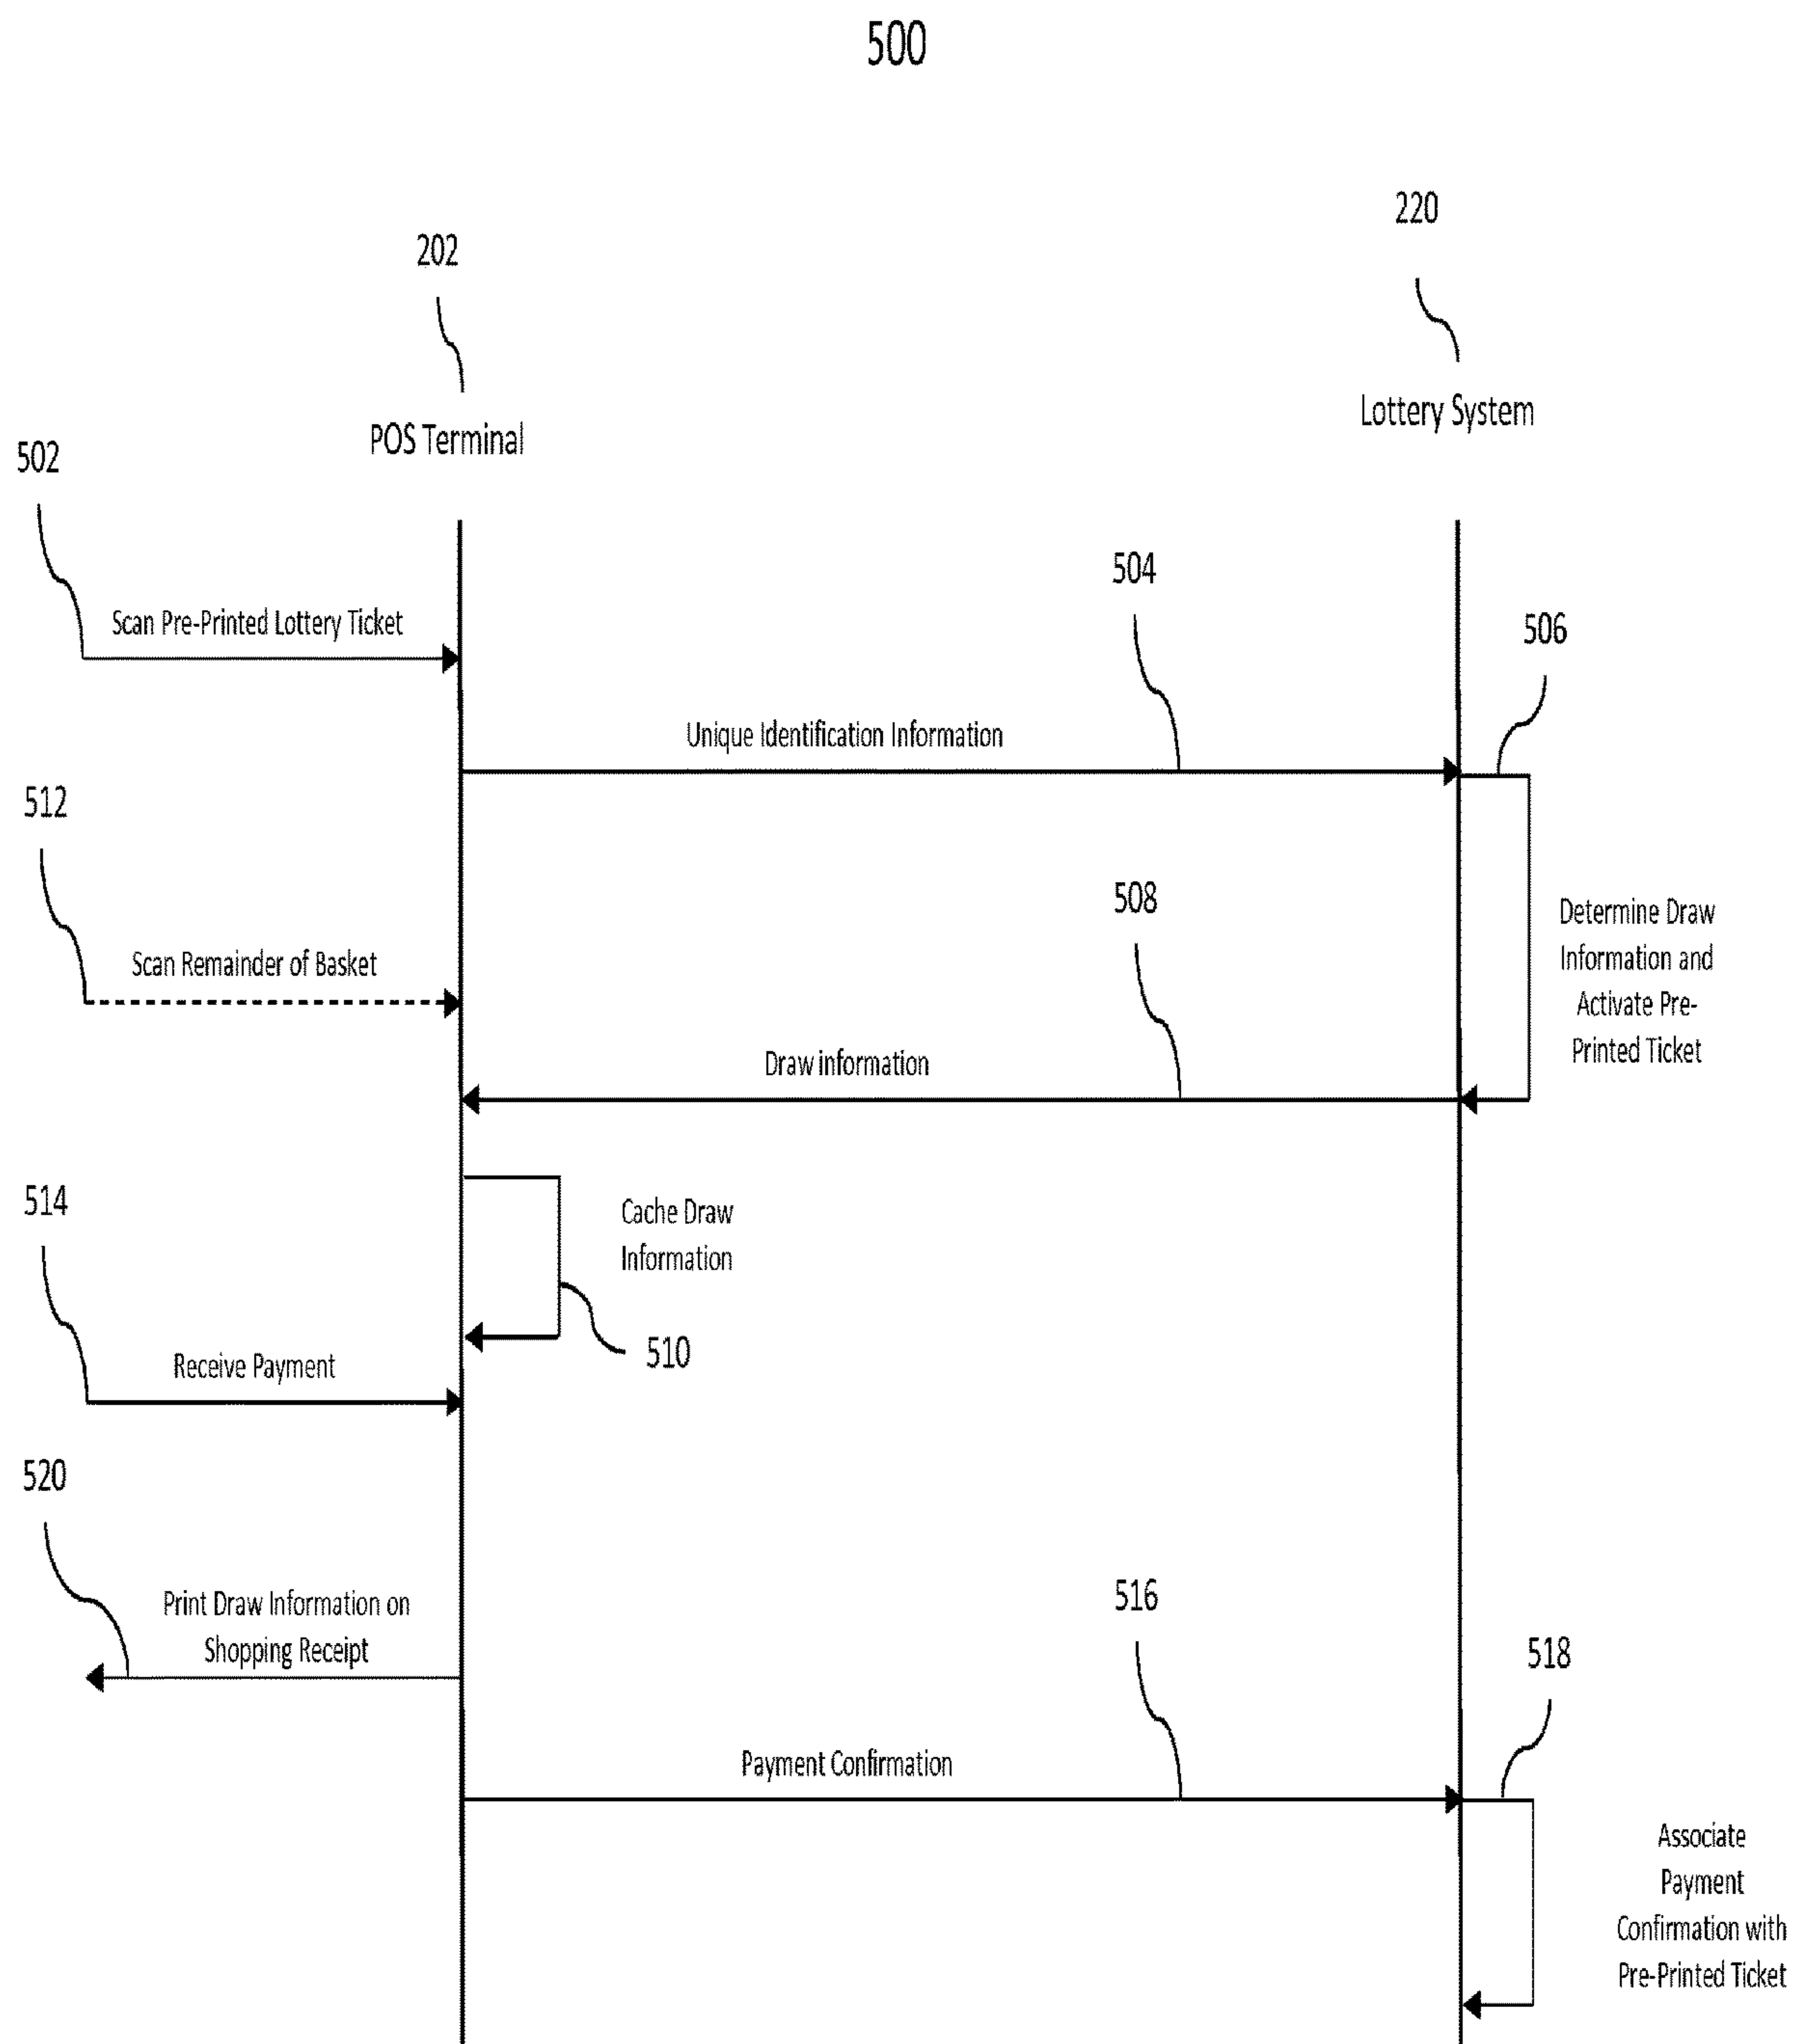 500
220
202
Lottery System
POS Terminal
502
504
Scan Pre-Printed Lottery Ticket
506
Unique Identification Information
512
508
Determine Draw
Information and
Activate Pre-
Printed Ticket
Scan Remainder of Basket
Draw information
514
Cache Draw
Information
510
Receive Payment
520
516
Print Draw Information on
Shopping Receipt
518
Payment Confirmation
Associate
Payment
Confirmation with
Pre-Printed Ticket